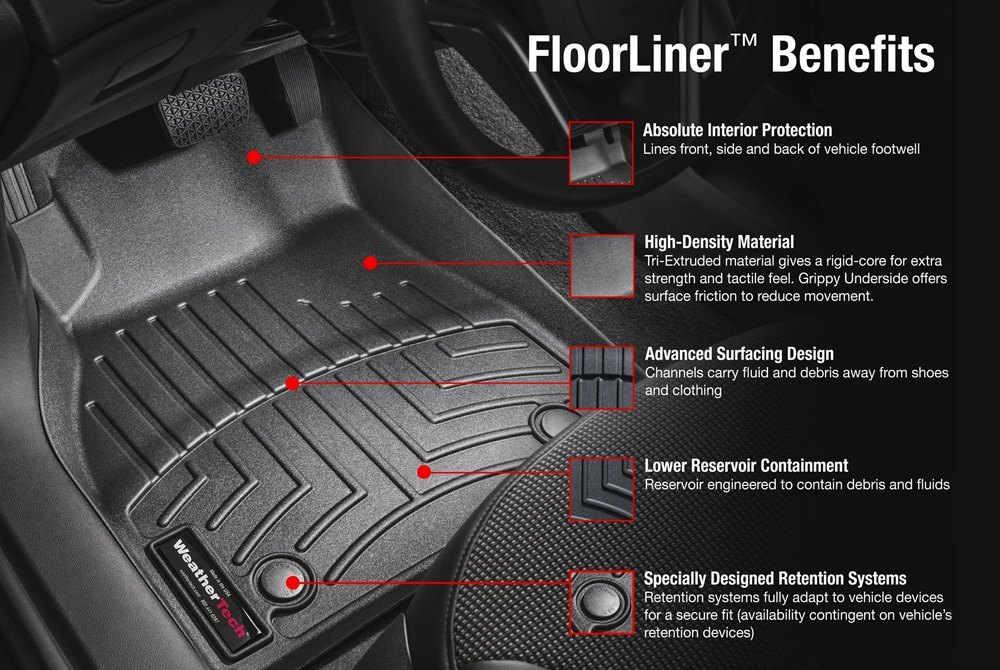 FloorLiner™ Benefits
Absolute Interior Protection
Lines front, side and back of vehicle footwell
High-Density Material
Tri-Extruded material gives a rigid-core for extra
strength and tactile feel. Grippy Underside offers
surface friction to reduce movement.
Advanced Surfacing Design
Channels carry fluid and debris away from shoes
and clothing
Lower Reservoir Containment
Reservoir engineered to contain debris and fluids
Specially Designed Retention Systems
Retention systems fully adapt to vehicle devices
for a secure fit (availability contingent on vehicle's
retention devices)
WeatherTech
Made in the USA